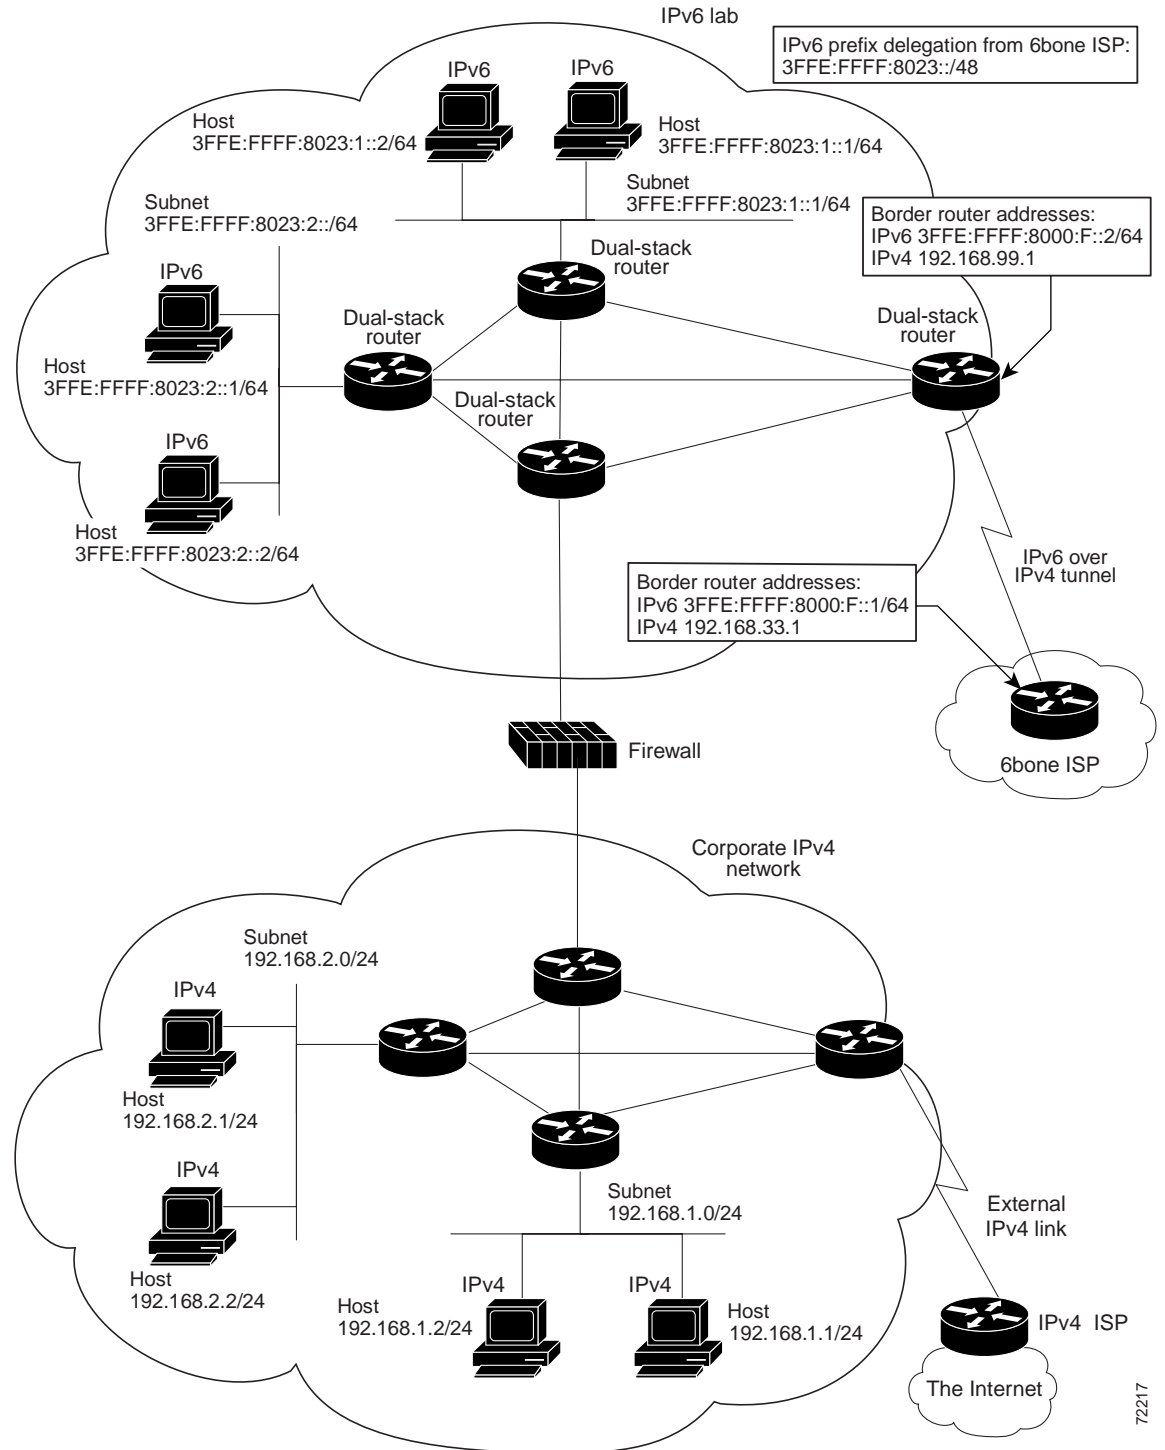 IPv6 lab
IPv6 prefix delegation from 6bone ISP:
3FFE:FFFF:8023::/48
IPv6
IPv6
Host
3FFE:FFFF:8023:1::2/64
Host
3FFE:FFFF:8023:1::1/64
Subnet
3FFE:FFFF:8023:2::/64
Subnet
3FFE:FFFF:8023:1::1/64
Border router addresses:
IPv6 3FFE:FFFF:8000:F::2/64
IPv4 192.168.99.1
Dual-stack
router
IPv6
Dual-stack
router
Dual-stack
router
Host
3FFE:FFFF:8023:2::1/64
Dual-stack
router
IPv6
Host
3FFE:FFFF:8023:2::2/64
IPv6 over
IPv4 tunnel
Border router addresses:
IPv6 3FFE:FFFF:8000:F::1/64
IPv4 192.168.33.1
Firewall
6bone ISP
Corporate IPv4
network
Subnet
192.168.2.0/24
IPv4
Host
192.168.2.1/24
IPv4
Host
192.168.2.2/24
Subnet
192.168.1.0/24
External
IPv4 link
IPv4
IPv4
Host
192.168.1.2/24
Host
192.168.1.1/24
IPv4 ISP
The Internet
72217